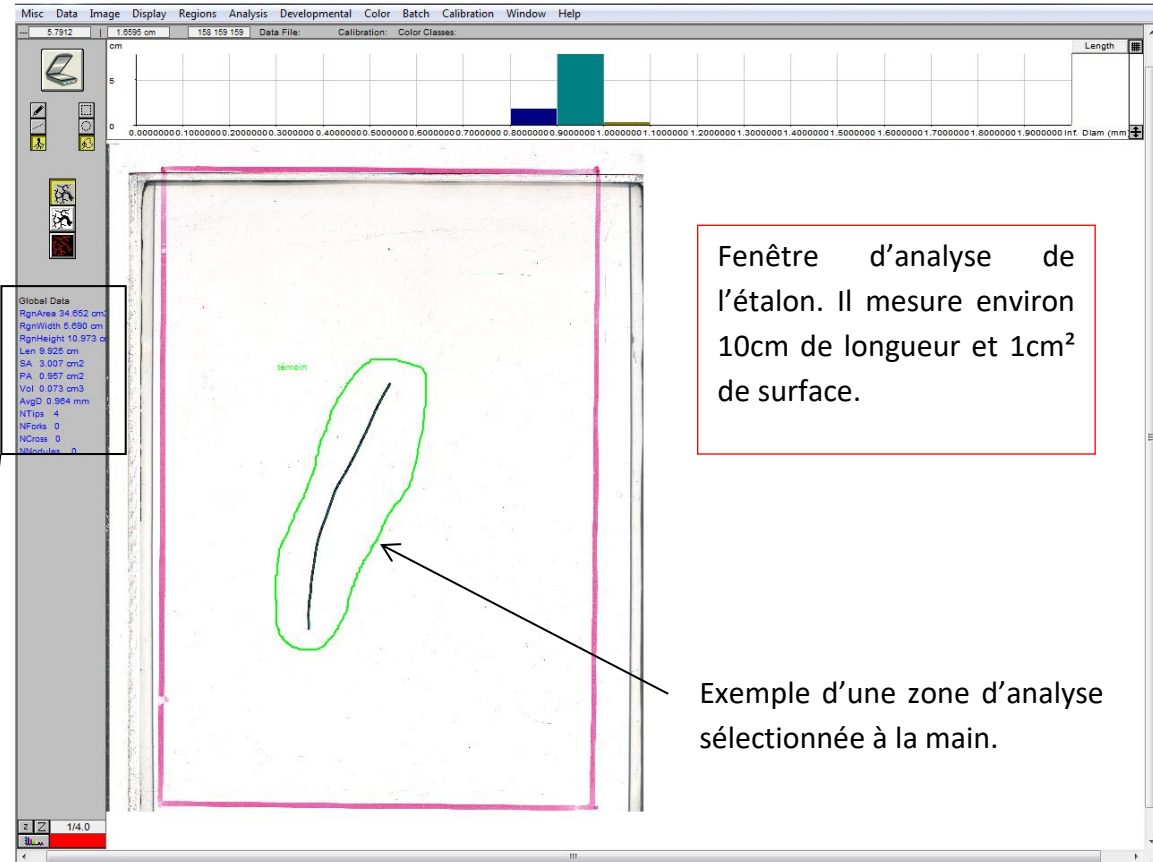 Misc Data Image Display Regions Analysis Developmental Color Batch Calibration Window Help
--- 5.7912 | 1.6595 cm 158 159 159 Data File: Calibration: Color Classes:
cm
Length
5
0
0.0000000 0.1000000 0.2000000 0.3000000 0.4000000 0.5000000 0.6000000 0.7000000 0.8000000 0.9000000 1.0000000 1.1000000 1.2000000 1.3000000 1.4000000 1.5000000 1.6000000 1.7000000 1.8000000 1.9000000 Inf. Diam (mm
Global Data
RgnArea 34.652 cm2
RgnWidth 5.690 cm
RgnHeight 10.973 c
Len 9.925 cm
SA 3.007 cm2
PA 0.957 cm2
Vol 0.073 cm3
AvgD 0.964 mm
NTips 4
NForks 0
NCross 0
NNodules 0
témoin
Fenêtre d’analyse de
l’étalon. Il mesure environ
10cm de longueur et 1cm²
de surface.
Exemple d’une zone d’analyse
sélectionnée à la main.
z Z 1/4.0